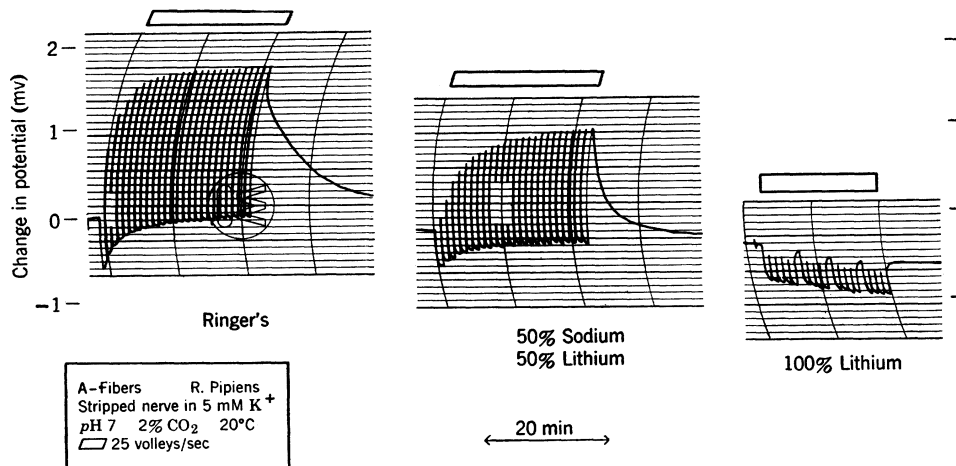 Change in potential (mv)
2
1
0
-1
Ringer's
50% Sodium
50% Lithium
100% Lithium
A-fibers R. Pipiens
Stripped nerve in 5 mM K+
pH 7 2% CO2 20°C
25 volleys/sec
20 min